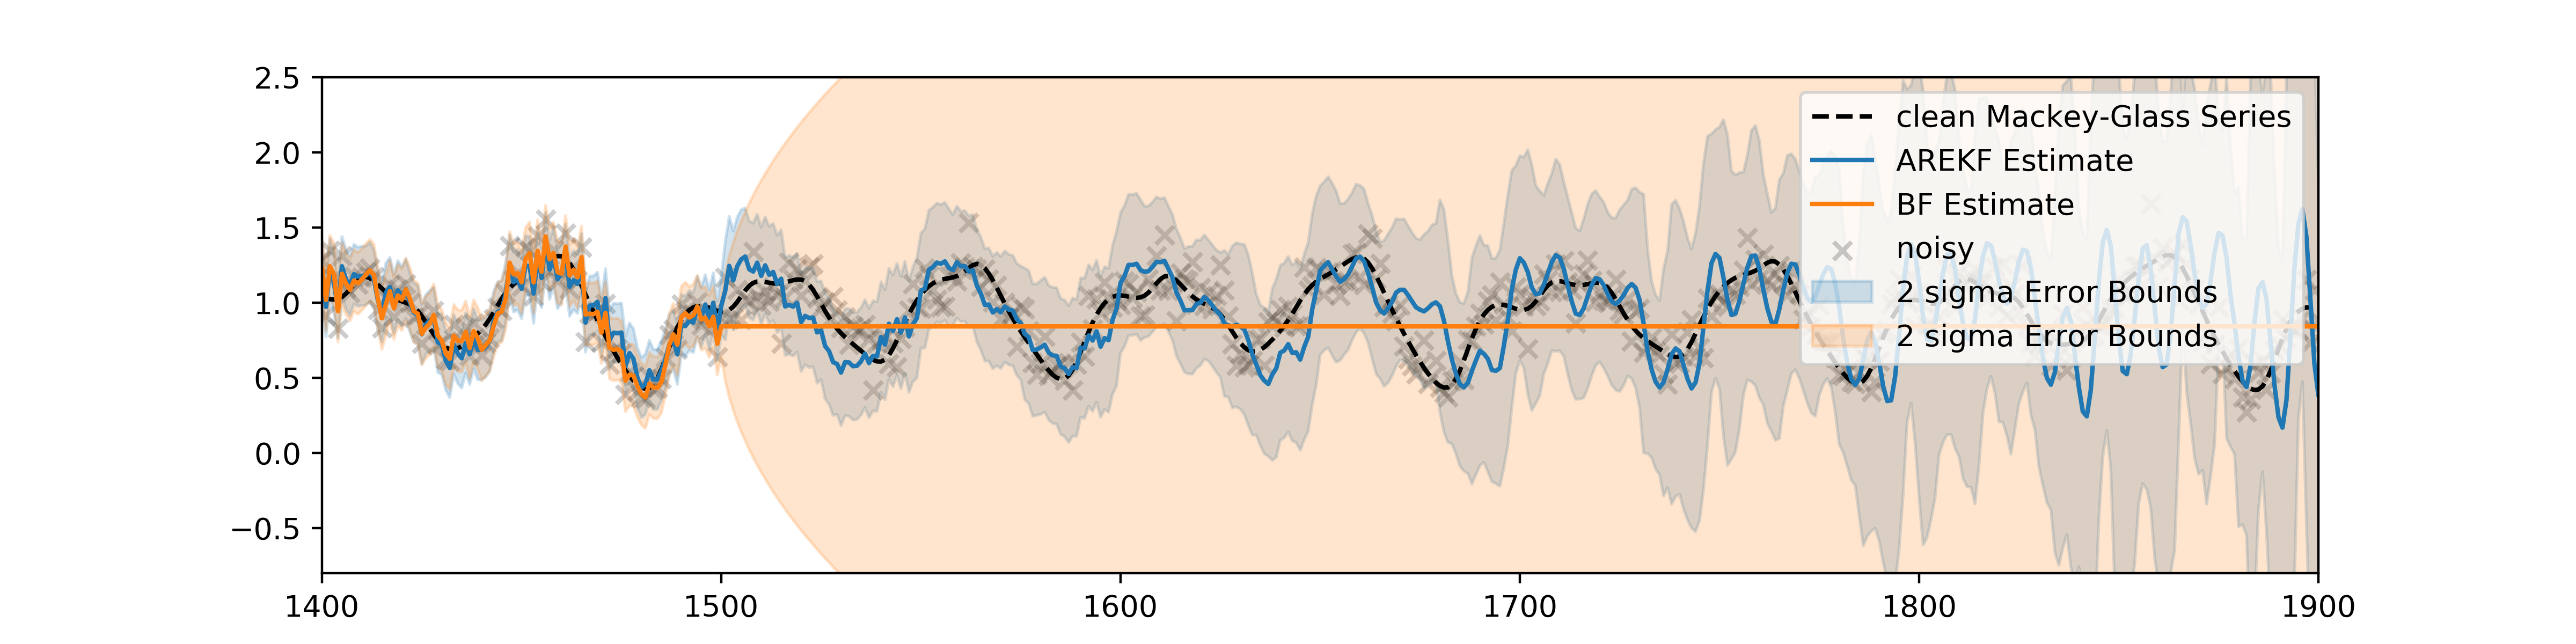 2.5
2.0
1.5
1.0
0.5
0.0
−0.5
clean Mackey-Glass Series
AREKF Estimate
BF Estimate
noisy
2 sigma Error Bounds
2 sigma Error Bounds
1400 1500 1600 1700 1800 1900